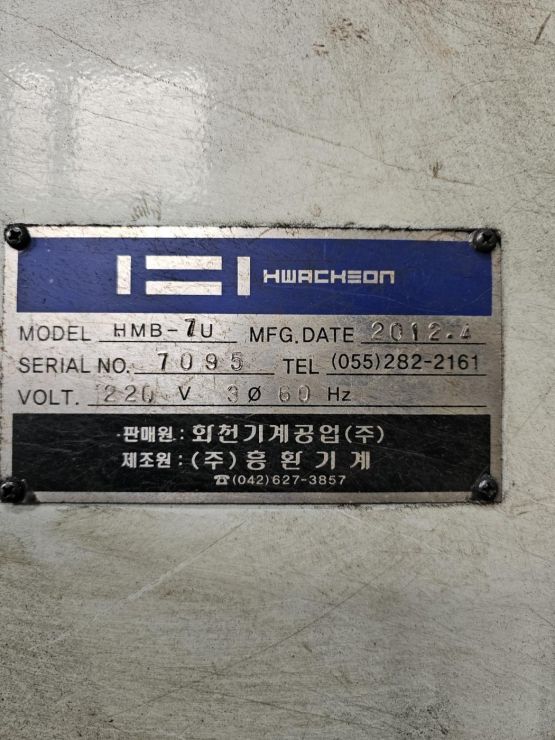 HWACHEON
MODEL HMB-7U MFG.DATE 2012.4
SERIAL NO. 7095 TEL (055)282-2161
VOLT. 220 V 3Ø 60 Hz
판매원 : 화천기계공업(주)
제조원 : (주) 흥환기계
☎(042)627-3857